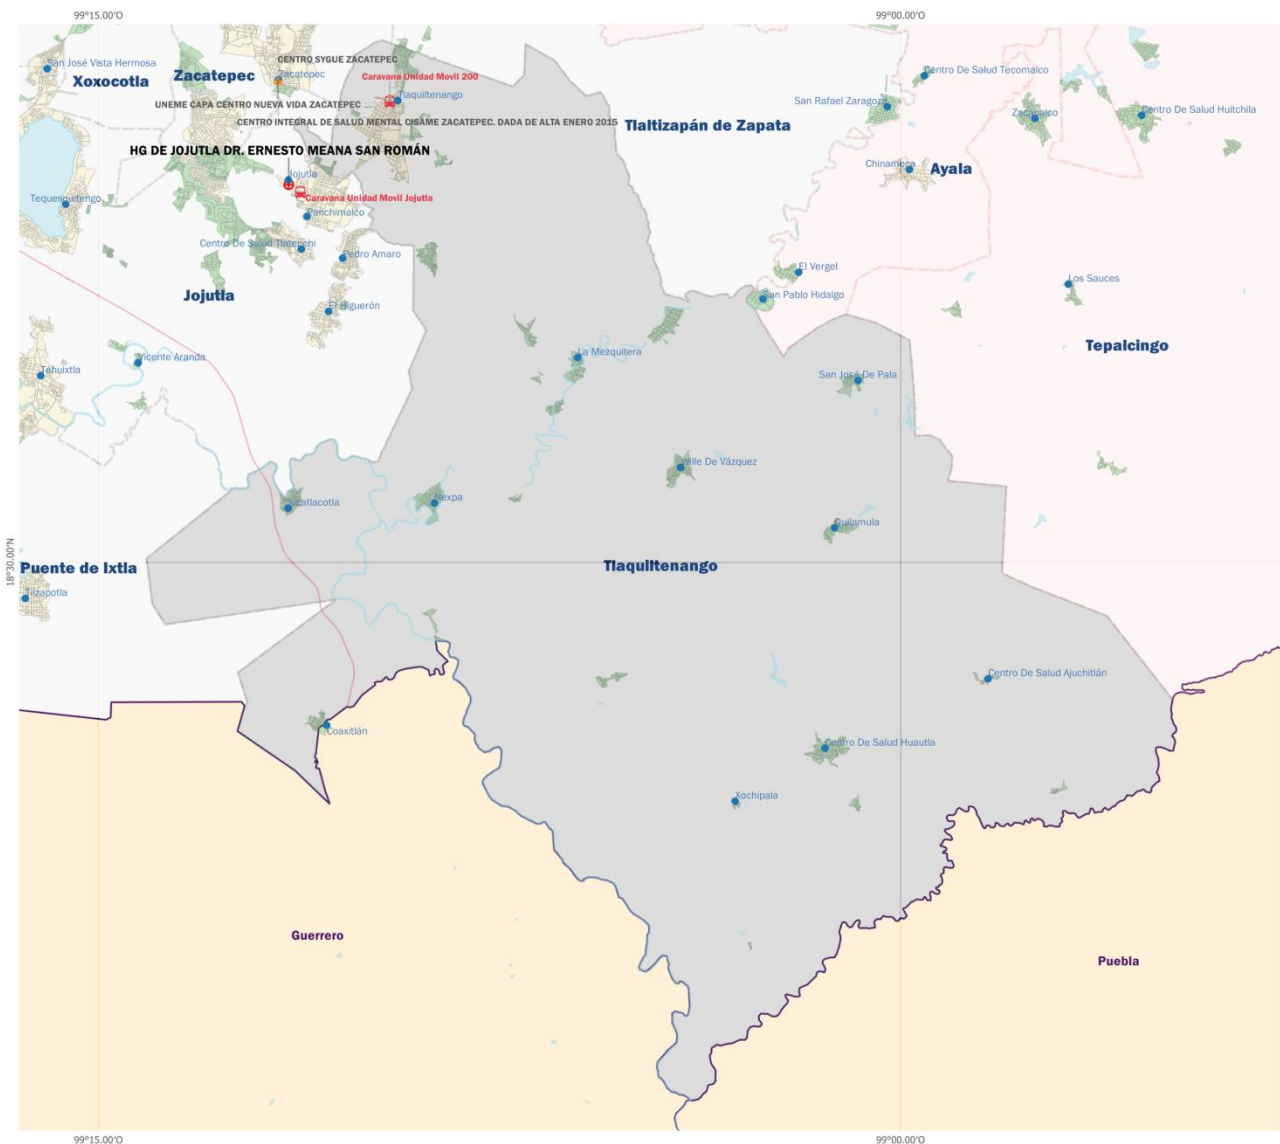 99°15.00'O
99°00.00'O
CENTRO SYGUE ZACATEPEC
San José Vista Hermosa
Xoxocotla
Zacatepec
Zacatepec
Caravana Unidad Movil 200
Centro De Salud Tecomalco
Tlaquiltenango
UNEME CAPA CENTRO NUEVA VIDA ZACATEPEC
San Rafael Zaragoza
Zacapalco
Centro De Salud Huitchila
CENTRO INTEGRAL DE SALUD MENTAL CISAME ZACATEPEC. DADA DE ALTA ENERO 2015
Tlaltizapán de Zapata
HG DE JOJUTLA DR. ERNESTO MEANA SAN ROMÁN
Chinameca
Ayala
Jojutla
Tequesquitengo
Caravana Unidad Movil Jojutla
Panchimalco
Centro De Salud Tlatenchi
Pedro Amaro
El Vergel
Los Sauces
Jojutla
San Pablo Hidalgo
El Higuerón
Tepalcingo
Vicente Aranda
La Mezquitera
Tehuixtla
San José De Pala
Valle De Vázquez
Xicatlacotla
Nexpa
Quilamula
18°30.00'N
Puente de Ixtla
Tlaquiltenango
Tilzapotla
Centro De Salud Ajuchitlán
Coaxitlán
Centro De Salud Huautla
Xochipala
Guerrero
Puebla
99°15.00'O
99°00.00'O